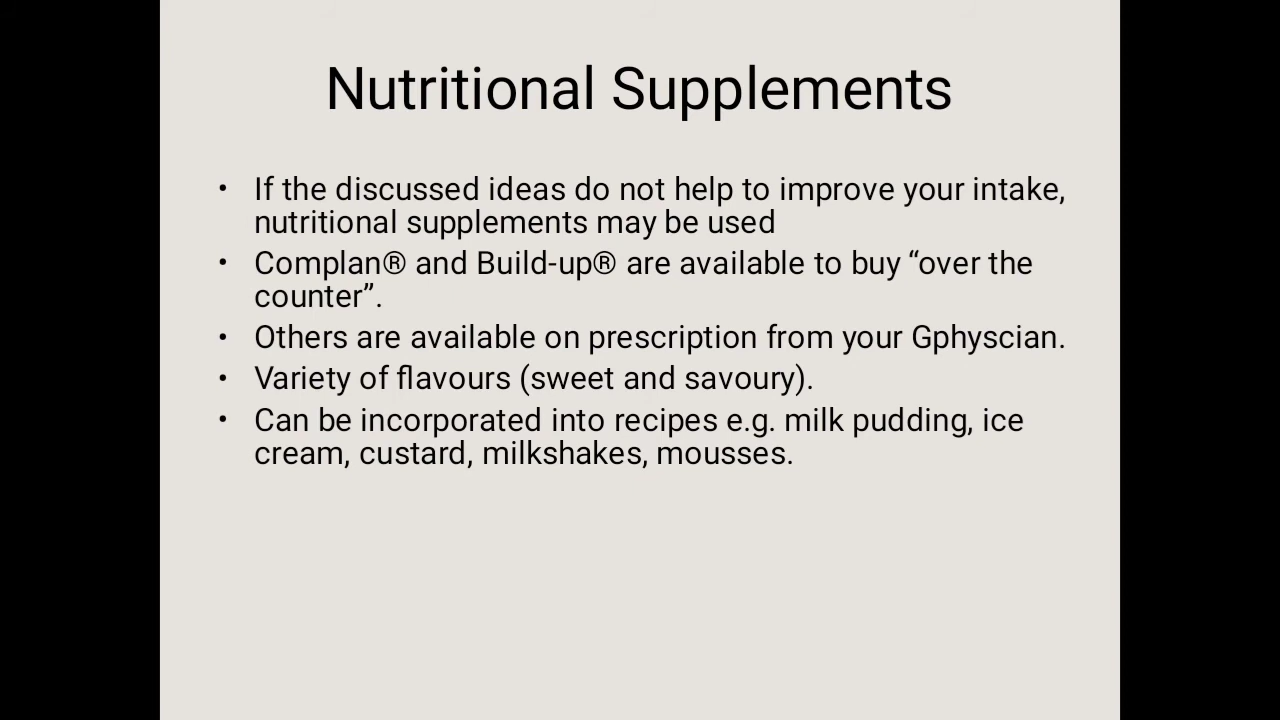 Nutritional Supplements
• If the discussed ideas do not help to improve your intake,
nutritional supplements may be used
• Complan® and Build-up® are available to buy “over the
counter”.
• Others are available on prescription from your Gphyscian.
• Variety of flavours (sweet and savoury).
• Can be incorporated into recipes e.g. milk pudding, ice
cream, custard, milkshakes, mousses.